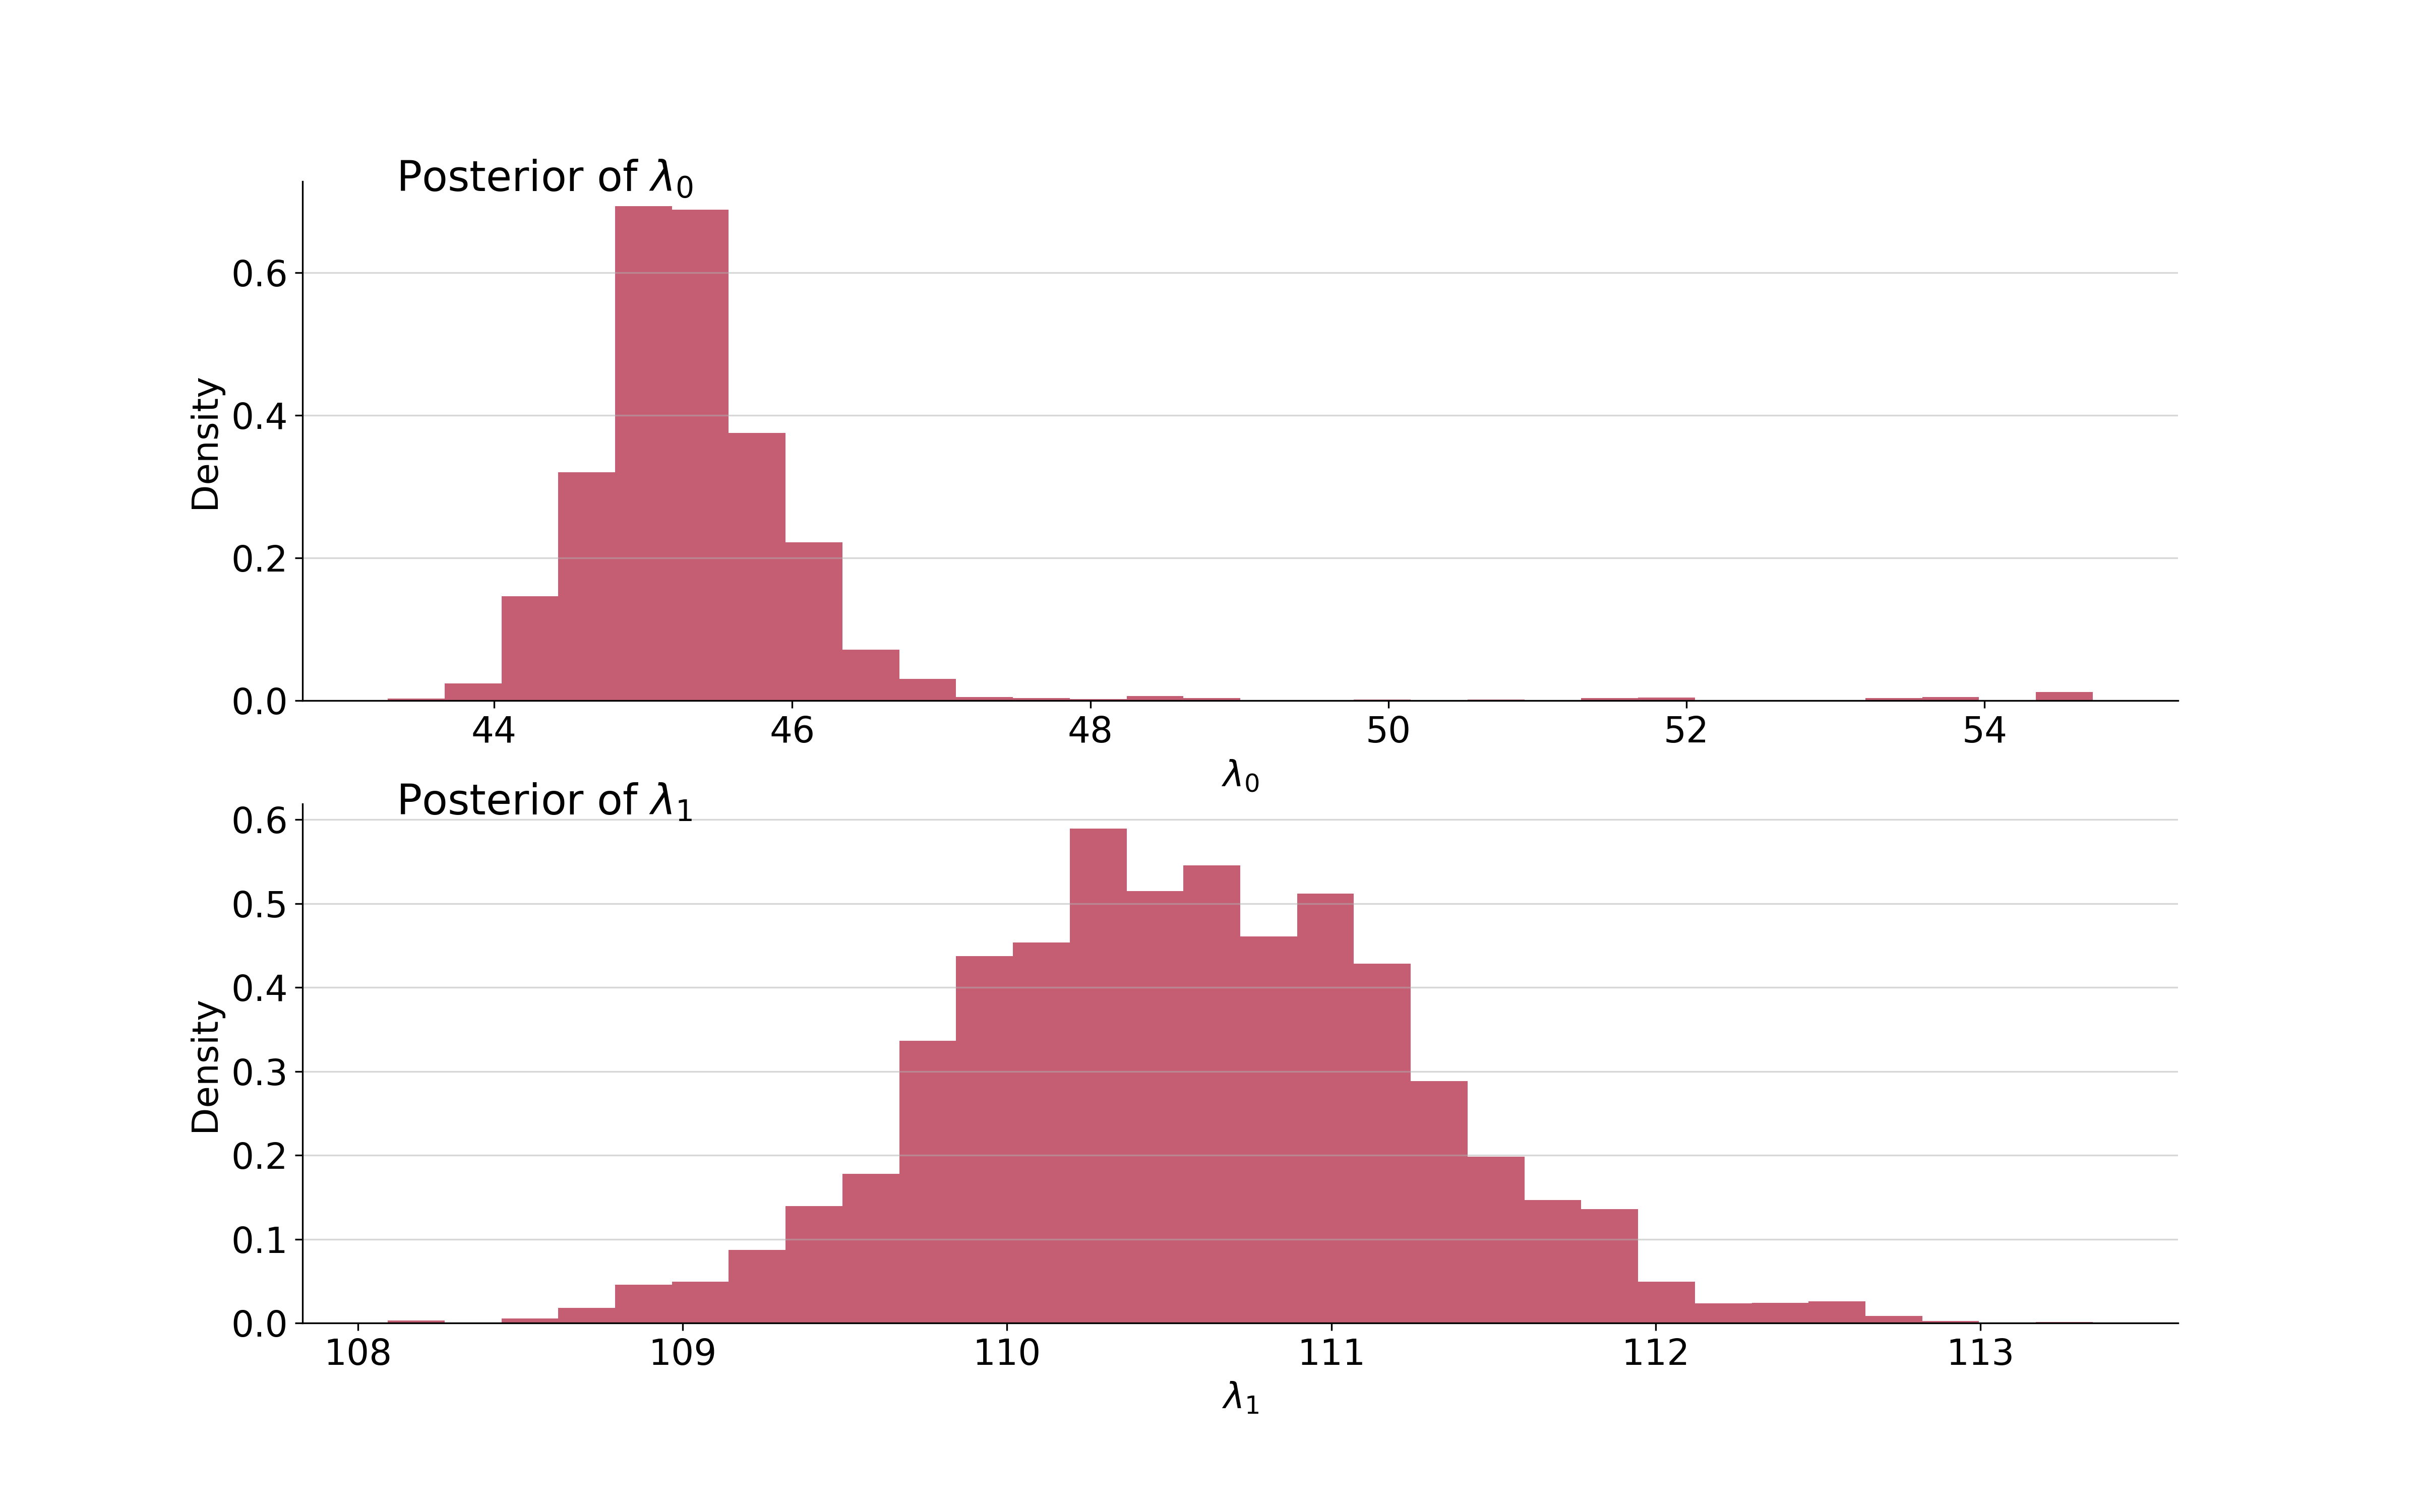 Posterior of λ₀
Density
0.6
0.4
0.2
0.0
44 46 48 50 52 54
λ₀
Posterior of λ₁
Density
0.6
0.5
0.4
0.3
0.2
0.1
0.0
108 109 110 111 112 113
λ₁